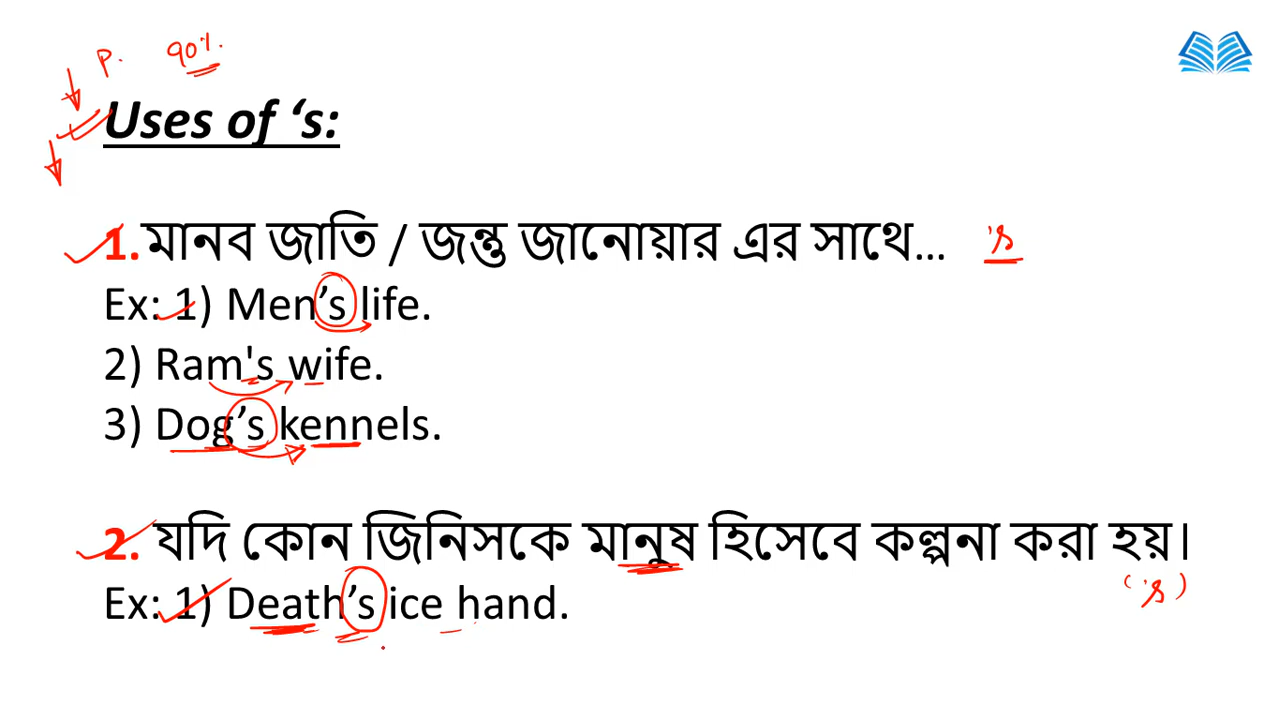 P. 90%.
Uses of ‘s:
1. মানব জাতি / জন্তু জানোয়ার এর সাথে... 's
Ex: 1) Men’s life.
2) Ram's wife.
3) Dog’s kennels.
2. যদি কোন জিনিসকে মানুষ হিসেবে কল্পনা করা হয়।
Ex: 1) Death’s ice hand. ('s)